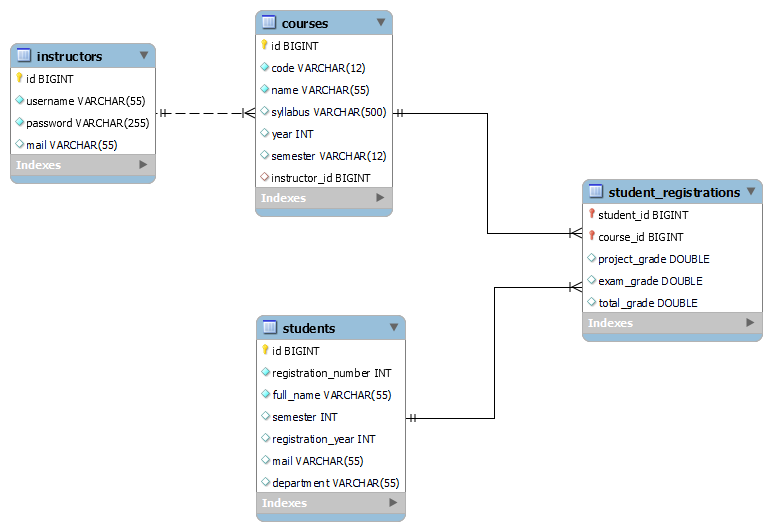 instructors
id BIGINT
username VARCHAR(55)
password VARCHAR(255)
mail VARCHAR(55)
Indexes
courses
id BIGINT
code VARCHAR(12)
name VARCHAR(55)
syllabus VARCHAR(500)
year INT
semester VARCHAR(12)
instructor_id BIGINT
Indexes
student_registrations
student_id BIGINT
course_id BIGINT
project_grade DOUBLE
exam_grade DOUBLE
total_grade DOUBLE
Indexes
students
id BIGINT
registration_number INT
full_name VARCHAR(55)
semester INT
registration_year INT
mail VARCHAR(55)
department VARCHAR(55)
Indexes